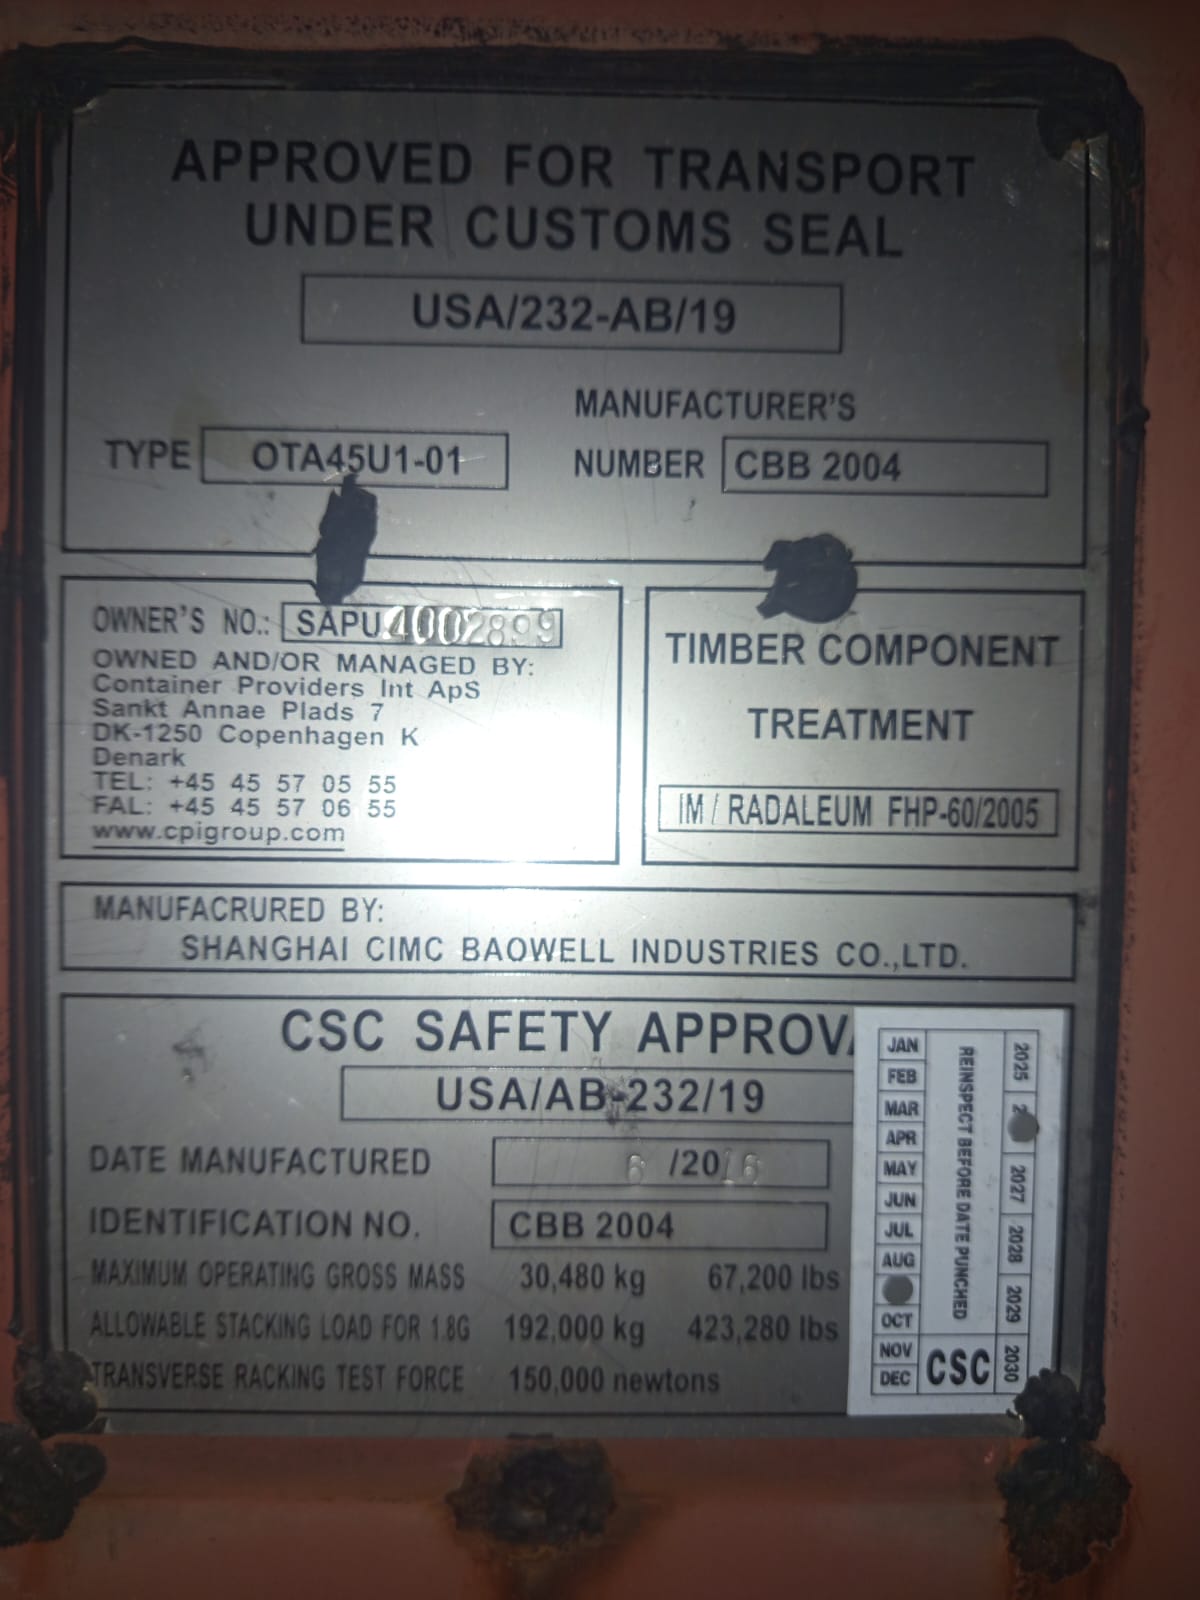 APPROVED FOR TRANSPORT
UNDER CUSTOMS SEAL
USA/232-AB/19
TYPE OTA45U1-01
MANUFACTURER'S
NUMBER CBB 2004
OWNER'S NO.: SAPU4002899
OWNED AND/OR MANAGED BY:
Container Providers Int ApS
Sankt Annae Plads 7
DK-1250 Copenhagen K
Denark
TEL: +45 45 57 05 55
FAL: +45 45 57 06 55
www.cpigroup.com
TIMBER COMPONENT
TREATMENT
IM / RADALEUM FHP-60/2005
MANUFACRURED BY:
SHANGHAI CIMC BAOWELL INDUSTRIES CO.,LTD.
CSC SAFETY APPROVA
USA/AB-232/19
DATE MANUFACTURED 6 /2016
IDENTIFICATION NO. CBB 2004
MAXIMUM OPERATING GROSS MASS 30,480 kg 67,200 lbs
ALLOWABLE STACKING LOAD FOR 1.8G 192,000 kg 423,280 lbs
TRANSVERSE RACKING TEST FORCE 150,000 newtons
JAN
FEB
MAR
APR
MAY
JUN
JUL
AUG
OCT
NOV
DEC
REINSPECT BEFORE DATE PUNCHED
CSC
2025
2027
2028
2029
2030